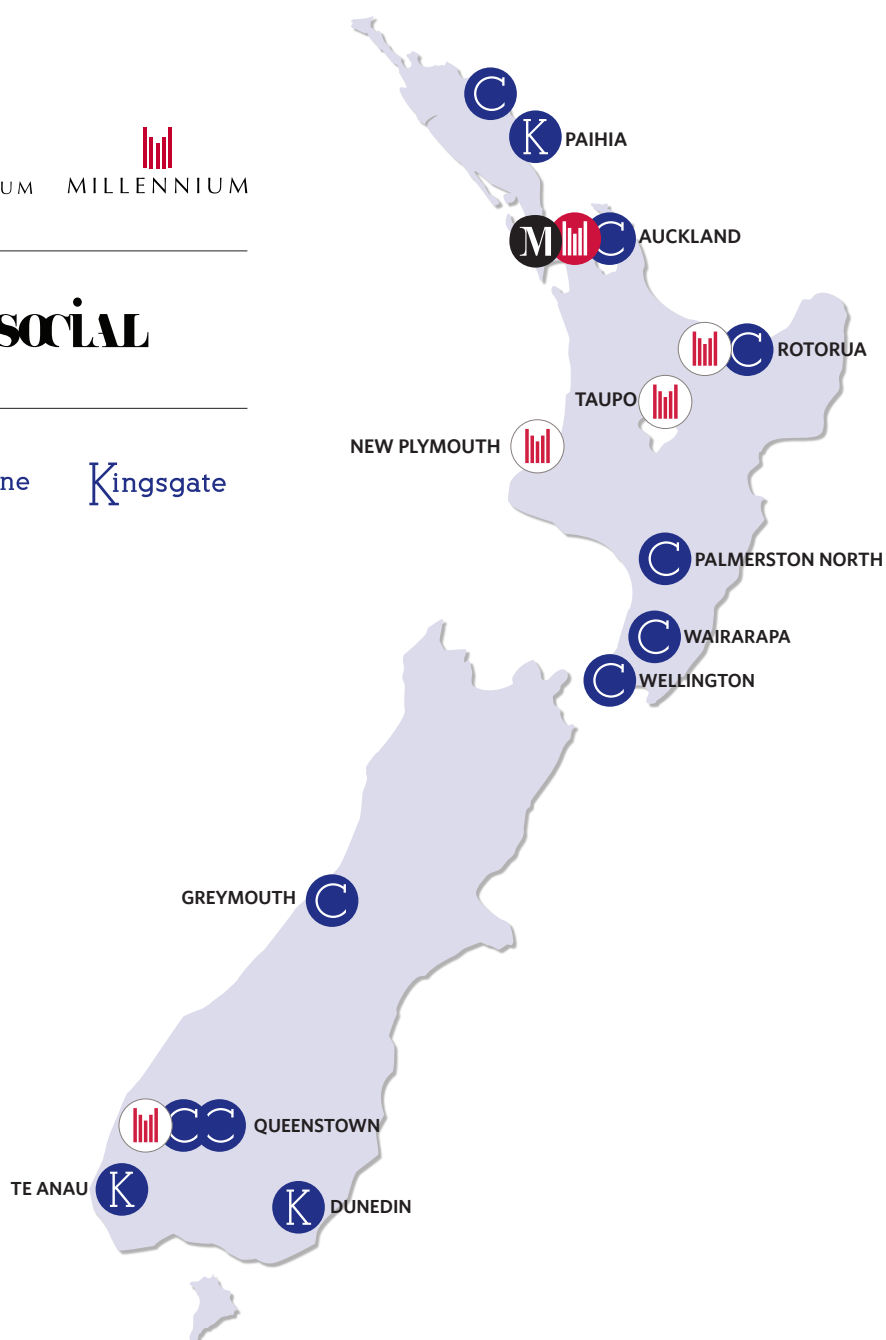 UM MILLENNIUM
SOCIAL
ne Kingsgate
C
K PAIHIA
M C AUCKLAND
C ROTORUA
TAUPO
NEW PLYMOUTH
C PALMERSTON NORTH
C WAIRARAPA
C WELLINGTON
GREYMOUTH C
C C QUEENSTOWN
TE ANAU K
K DUNEDIN